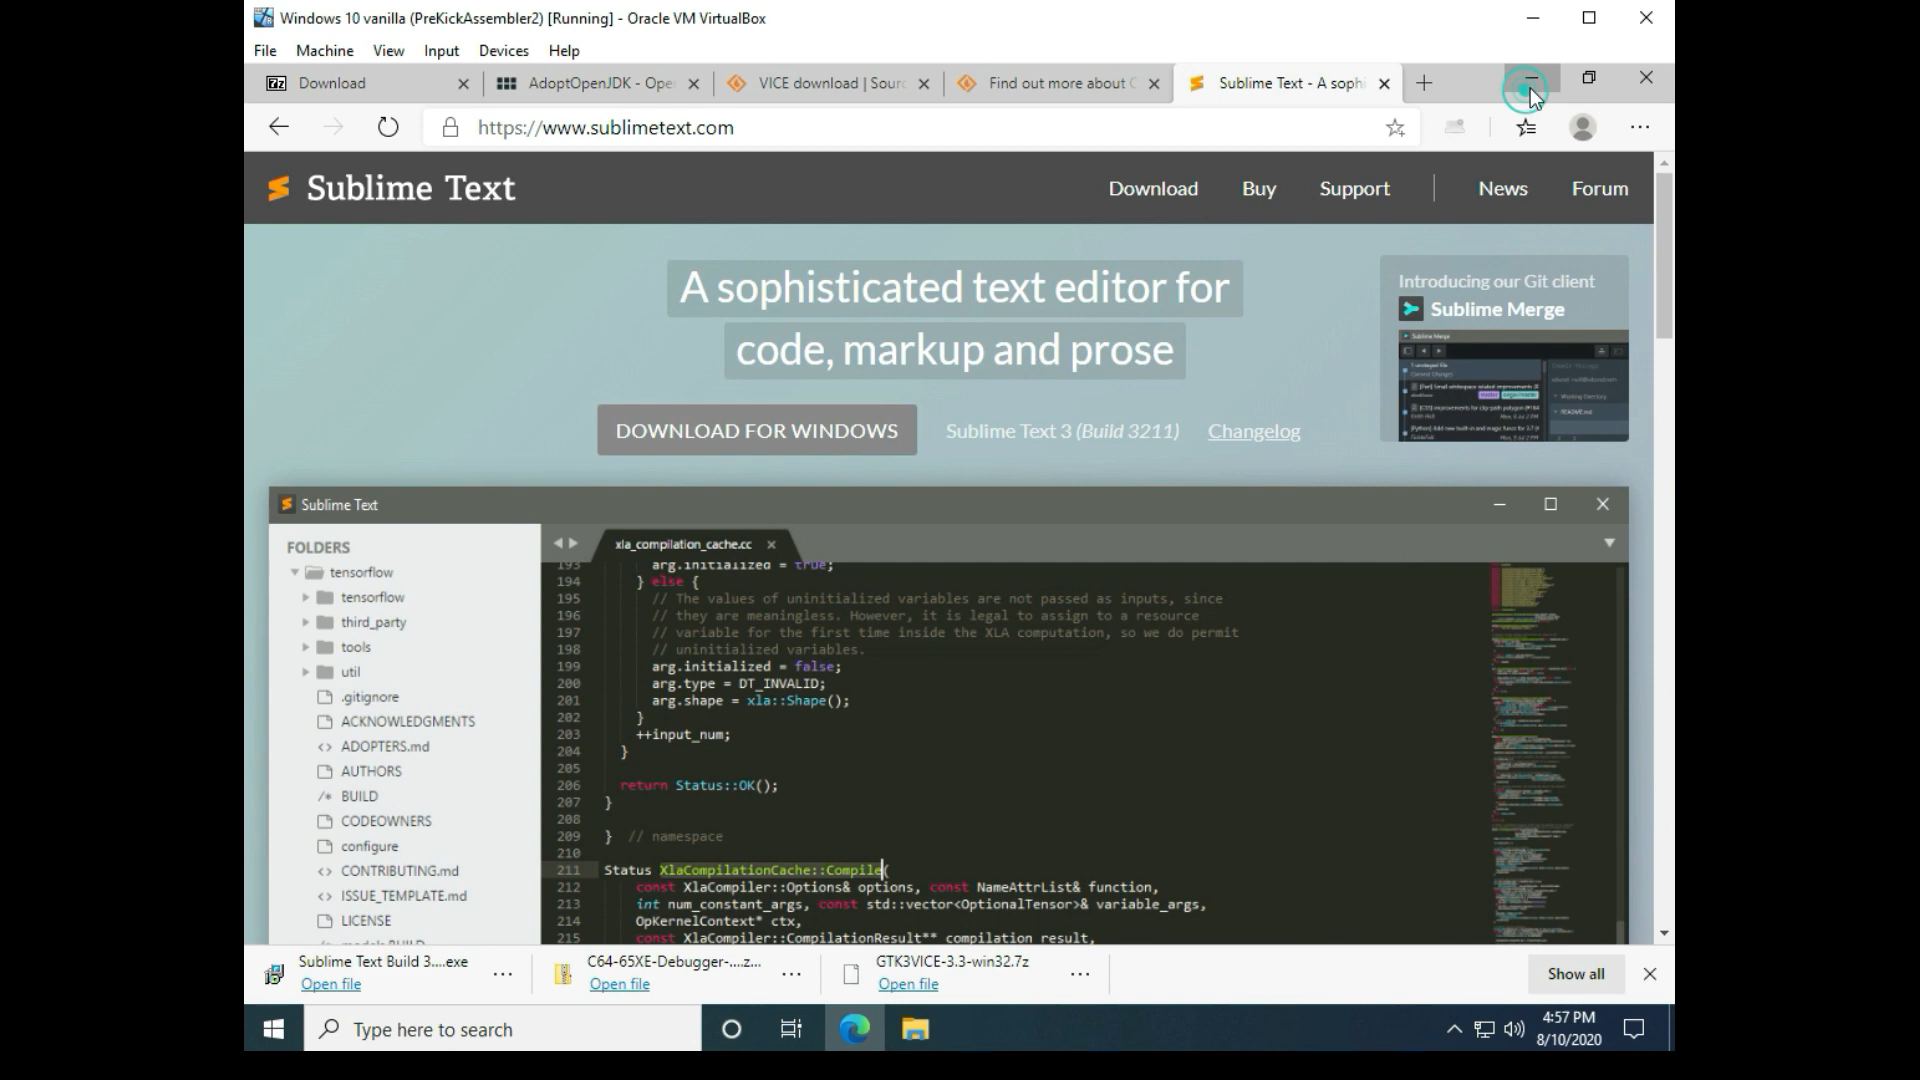 Windows 10 vanilla (PreKickAssembler2) [Running] - Oracle VM VirtualBox
File Machine View Input Devices Help
7z Download
AdoptOpenJDK - Ope
VICE download | Sour
Find out more about C
Sublime Text - A soph
https://www.sublimetext.com
Sublime Text
Download Buy Support News Forum
A sophisticated text editor for
code, markup and prose
Introducing our Git client
Sublime Merge
Sublime Merge
DOWNLOAD FOR WINDOWS
Sublime Text 3 (Build 3211)
Changelog
Sublime Text
FOLDERS
tensorflow
tensorflow
third_party
tools
util
.gitignore
ACKNOWLEDGMENTS
<> ADOPTERS.md
AUTHORS
/* BUILD
CODEOWNERS
configure
<> CONTRIBUTING.md
<> ISSUE_TEMPLATE.md
LICENSE
xla_compilation_cache.cc
193 arg.initialized = true;
194 } else {
195 // The values of uninitialized variables are not passed as inputs, since
196 // they are meaningless. However, it is legal to assign to a resource
197 // variable for the first time inside the XLA computation, so we do permit
198 // uninitialized variables.
199 arg.initialized = false;
200 arg.type = DT_INVALID;
201 arg.shape = xla::Shape();
202 }
203 ++input_num;
204 }
205
206 return Status::OK();
207 }
208
209 } // namespace
210
211 Status XlaCompilationCache::Compile(
212 const XlaCompiler::Options& options, const NameAttrList& function,
213 int num_constant_args, const std::vector<OptionalTensor>& variable_args,
214 OpKernelContext* ctx,
215 const XlaCompiler::CompilationResult** compilation_result,
Sublime Text Build 3....exe
Open file
C64-65XE-Debugger-....z...
Open file
GTK3VICE-3.3-win32.7z
Open file
Show all
Type here to search
4:57 PM
8/10/2020